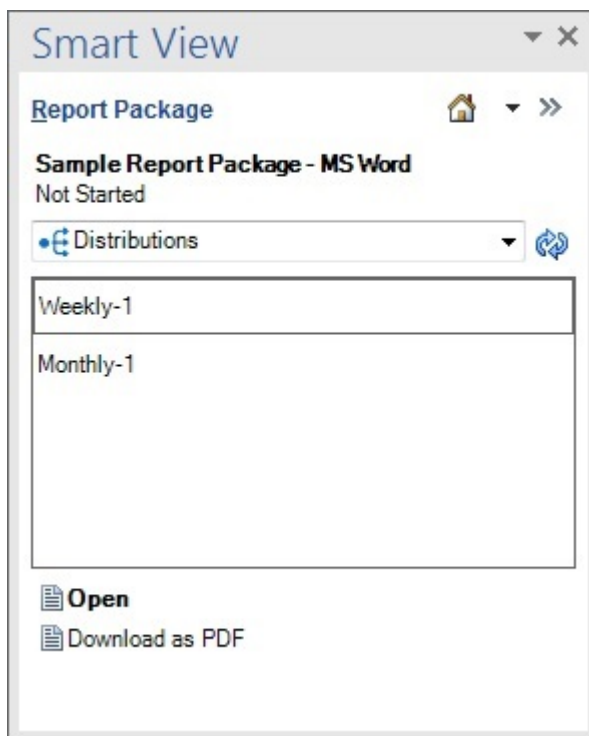 Smart View
Report Package
Sample Report Package - MS Word
Not Started
Distributions
Weekly-1
Monthly-1
Open
Download as PDF